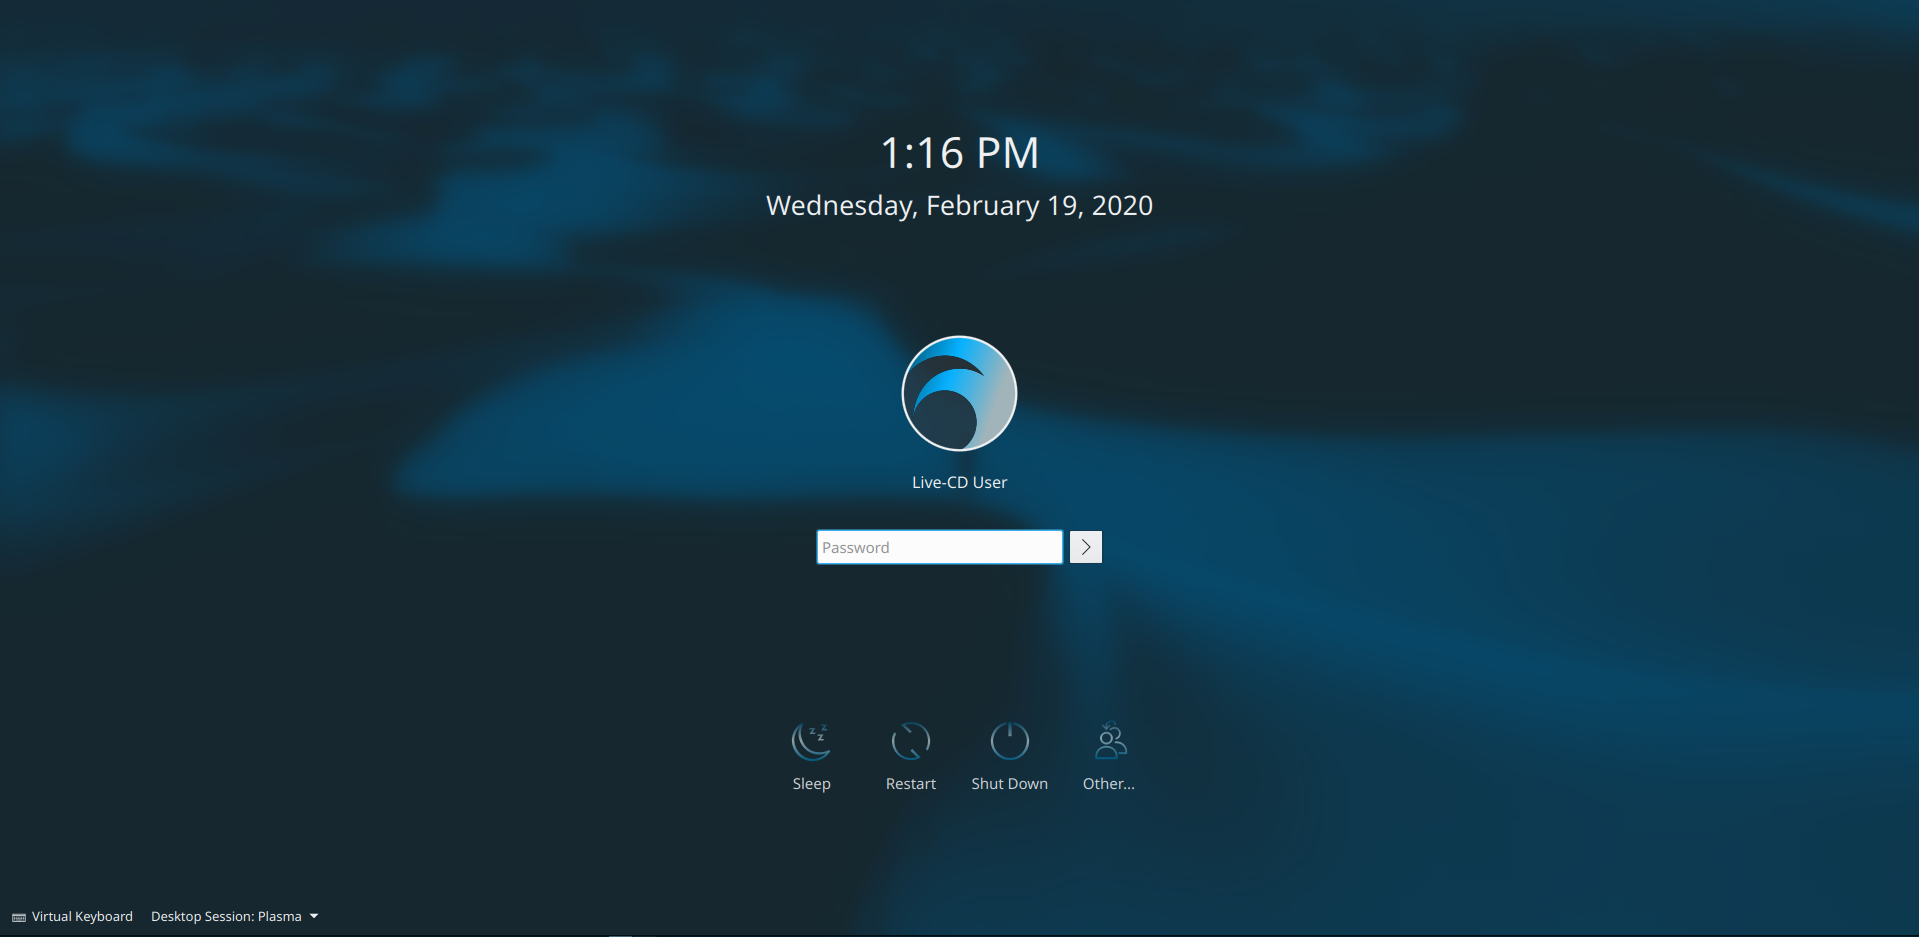 1:16 PM
Wednesday, February 19, 2020
Live-CD User
Password
Sleep Restart Shut Down Other...
Virtual Keyboard Desktop Session: Plasma